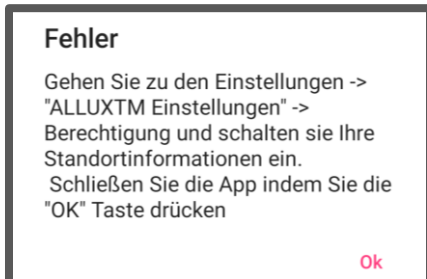 Fehler
Gehen Sie zu den Einstellungen ->
"ALLUXTM Einstellungen" ->
Berechtigung und schalten sie Ihre
Standortinformationen ein.
Schließen Sie die App indem Sie die
"OK" Taste drücken
Ok